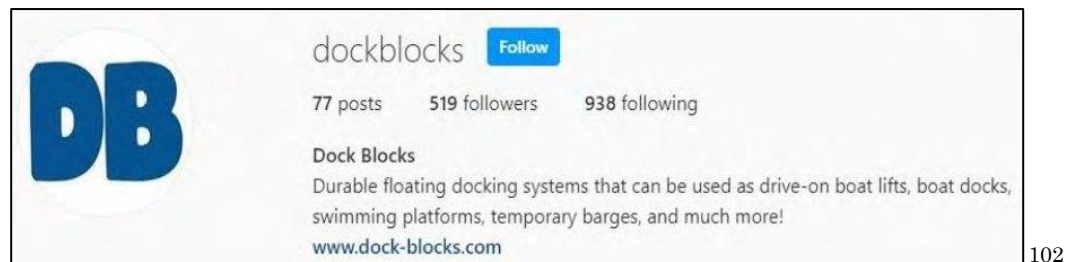 DB
dockblocks Follow
77 posts 519 followers 938 following
Dock Blocks
Durable floating docking systems that can be used as drive-on boat lifts, boat docks,
swimming platforms, temporary barges, and much more!
www.dock-blocks.com
102